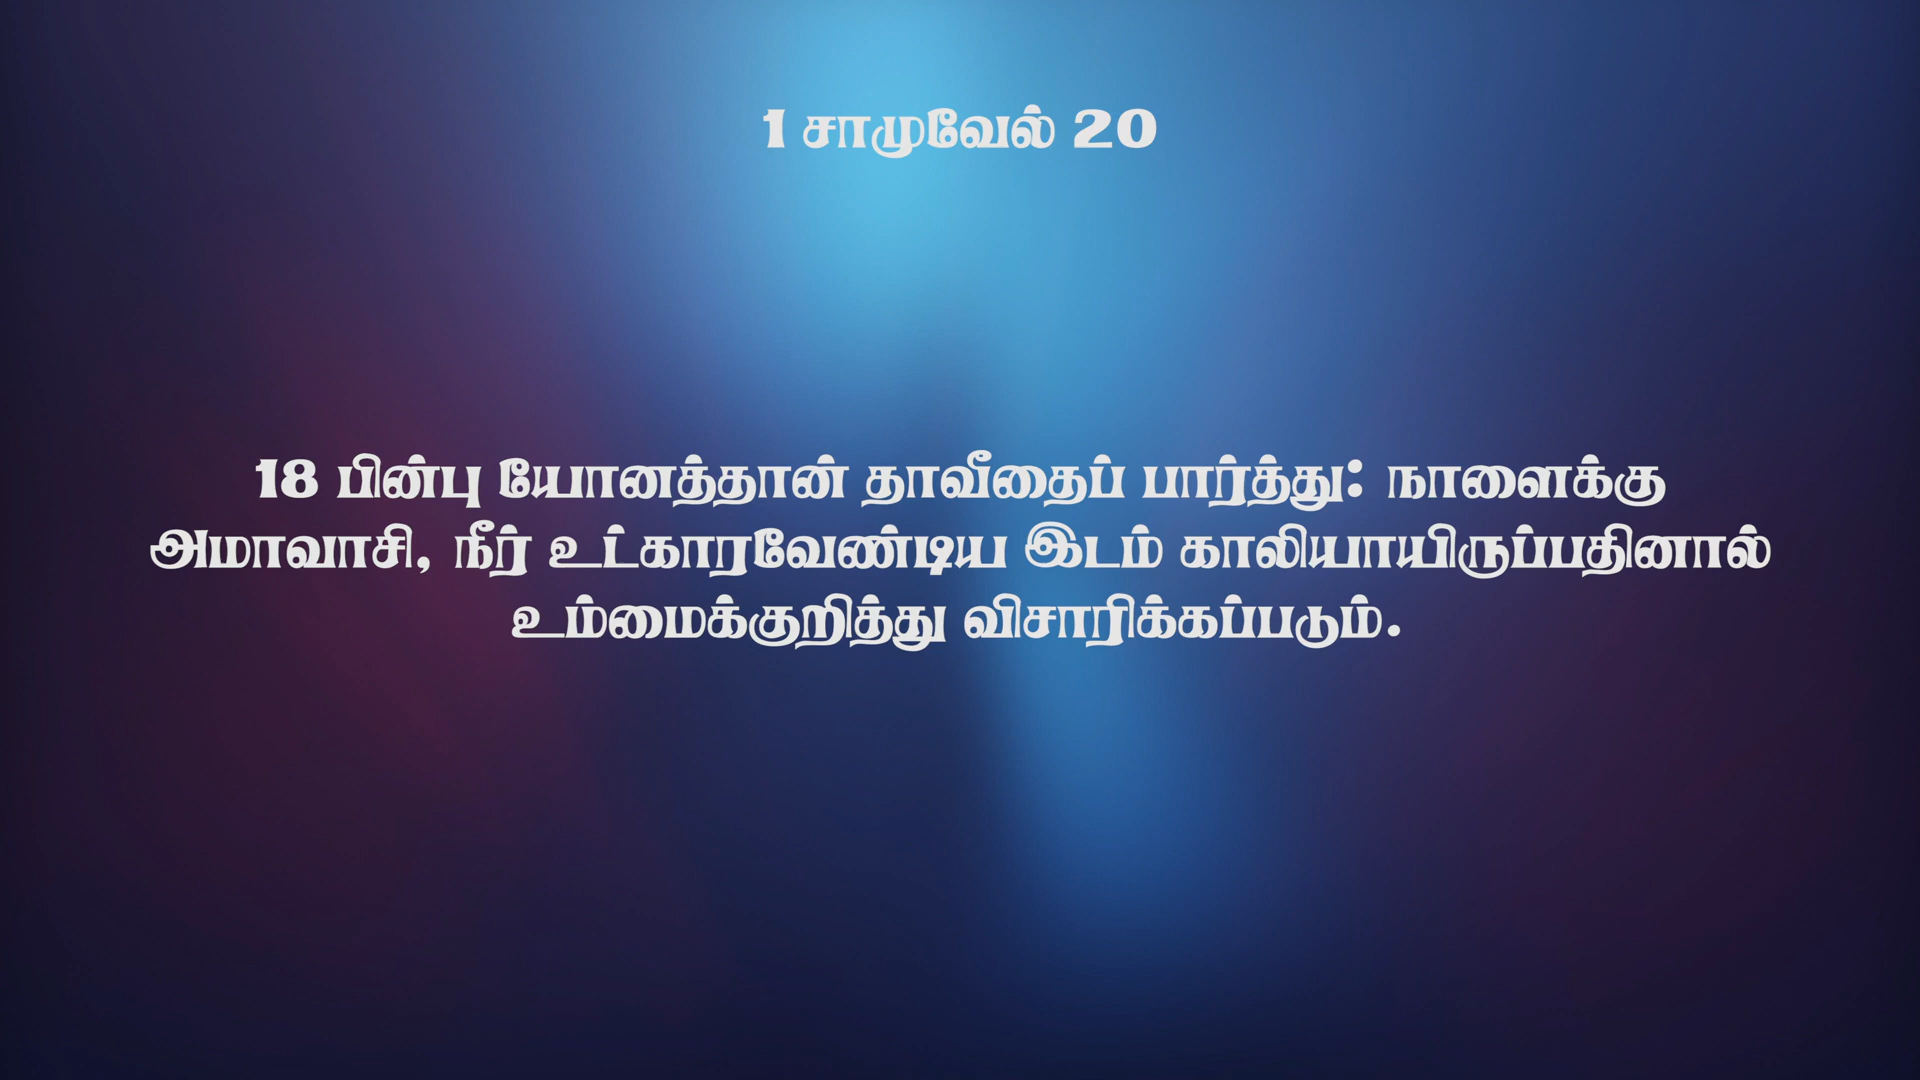 1 சாமுவேல் 20
18 பின்பு யோனத்தான் தாவீதைப் பார்த்து: நாளைக்கு
அமாவாசி, நீர் உட்காரவேண்டிய இடம் காலியாயிருப்பதினால்
உம்மைக்குறித்து விசாரிக்கப்படும்.